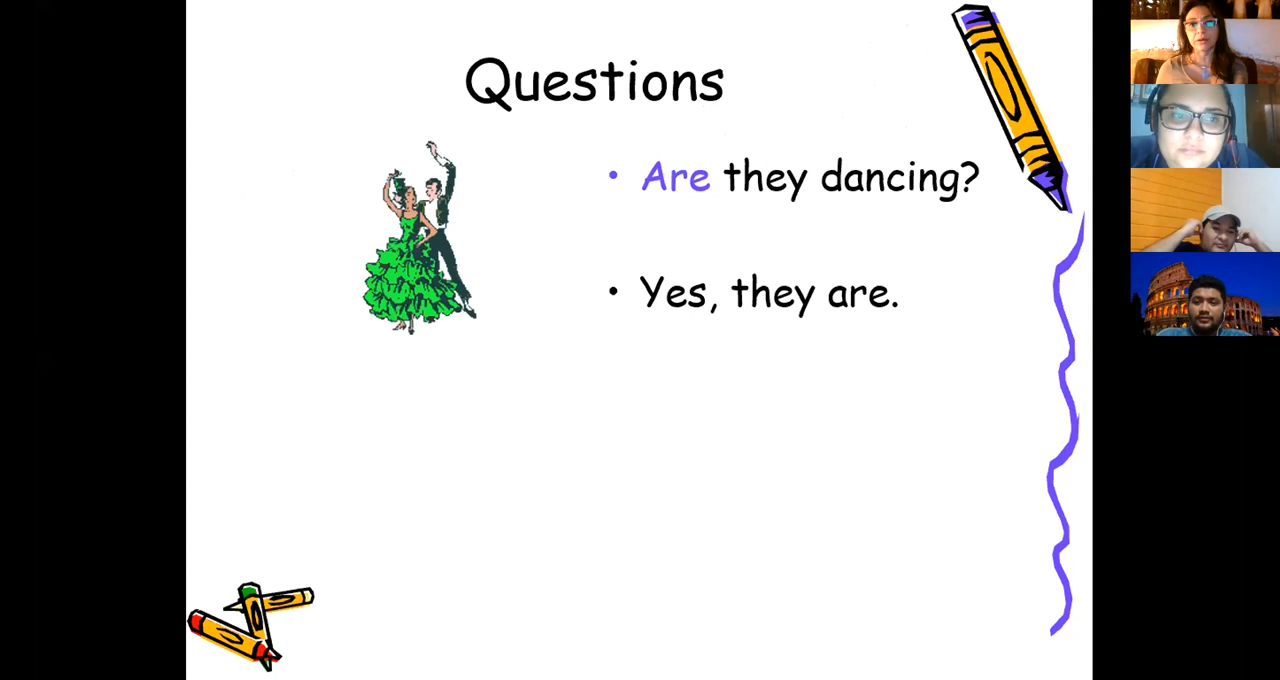 Questions
• Are they dancing?
• Yes, they are.